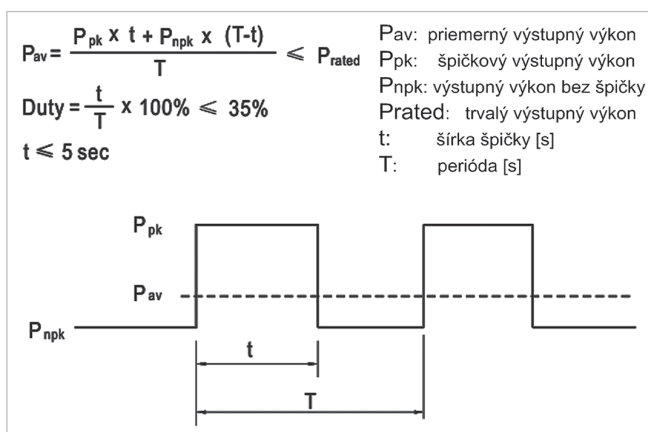 Pav = Ppk x t + Pnpk x (T-t) / T ⩽ Prated
Duty = t / T x 100% ⩽ 35%
t ⩽ 5 sec
Pav: priemerný výstupný výkon
Ppk: špičkový výstupný výkon
Pnpk: výstupný výkon bez špičky
Prated: trvalý výstupný výkon
t: šírka špičky [s]
T: perióda [s]
Ppk
Pav
Pnpk
t
T